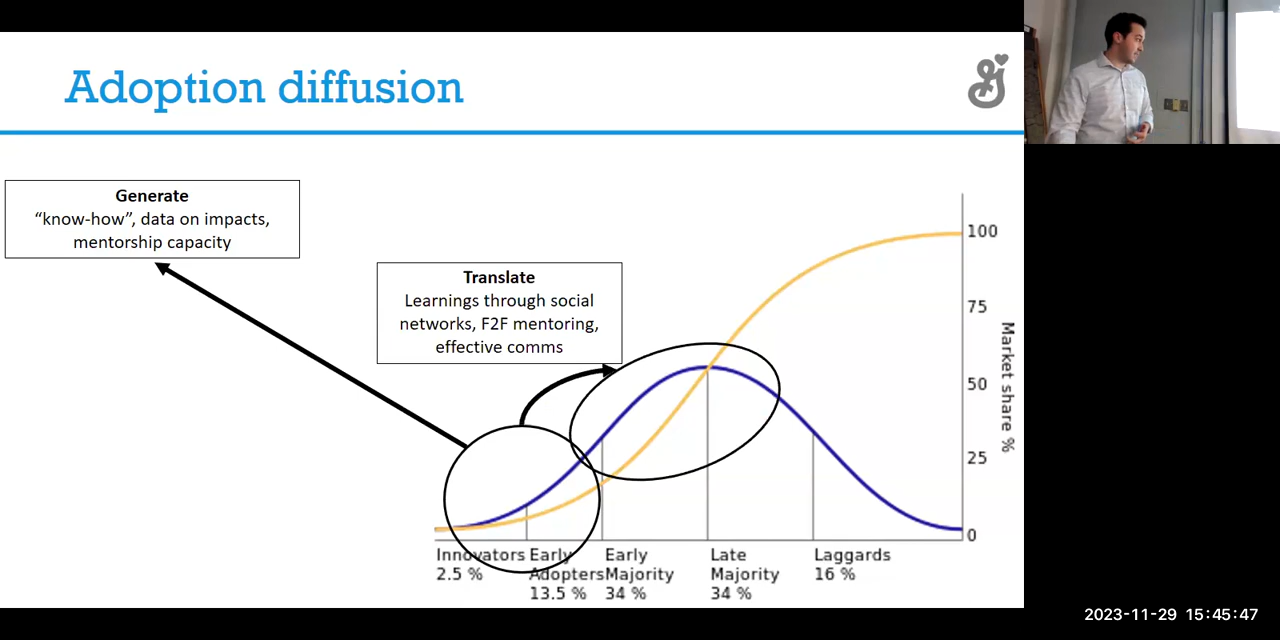 Adoption diffusion
Generate
“know-how”, data on impacts,
mentorship capacity
Translate
Learnings through social
networks, F2F mentoring,
effective comms
100
75
50
25
0
Market share %
Innovators
2.5 %
Early
Adopters
13.5 %
Early
Majority
34 %
Late
Majority
34 %
Laggards
16 %
2023-11-29 15:45:47